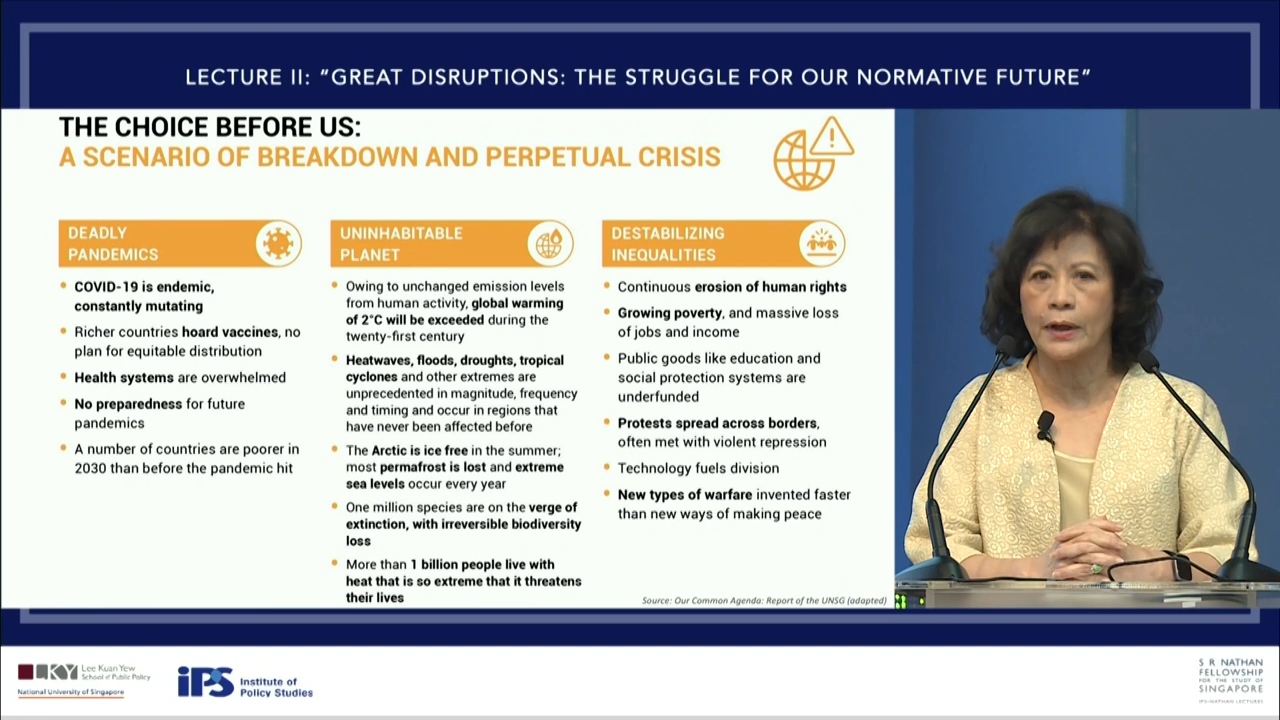 LECTURE II: “GREAT DISRUPTIONS: THE STRUGGLE FOR OUR NORMATIVE FUTURE”
THE CHOICE BEFORE US:
A SCENARIO OF BREAKDOWN AND PERPETUAL CRISIS
DEADLY
PANDEMICS
COVID-19 is endemic,
constantly mutating
Richer countries hoard vaccines, no
plan for equitable distribution
Health systems are overwhelmed
No preparedness for future
pandemics
A number of countries are poorer in
2030 than before the pandemic hit
UNINHABITABLE
PLANET
Owing to unchanged emission levels
from human activity, global warming
of 2°C will be exceeded during the
twenty-first century
Heatwaves, floods, droughts, tropical
cyclones and other extremes are
unprecedented in magnitude, frequency
and timing and occur in regions that
have never been affected before
The Arctic is ice free in the summer;
most permafrost is lost and extreme
sea levels occur every year
One million species are on the verge of
extinction, with irreversible biodiversity
loss
More than 1 billion people live with
heat that is so extreme that it threatens
their lives
DESTABILIZING
INEQUALITIES
Continuous erosion of human rights
Growing poverty, and massive loss
of jobs and income
Public goods like education and
social protection systems are
underfunded
Protests spread across borders,
often met with violent repression
Technology fuels division
New types of warfare invented faster
than new ways of making peace
Source: Our Common Agenda: Report of the UNSG (adapted)
LKY
Lee Kuan Yew
School of Public Policy
National University of Singapore
iPS
Institute of
Policy Studies
S R NATHAN
FELLOWSHIP
FOR THE STUDY OF
SINGAPORE
IPS-NATHAN LECTURES